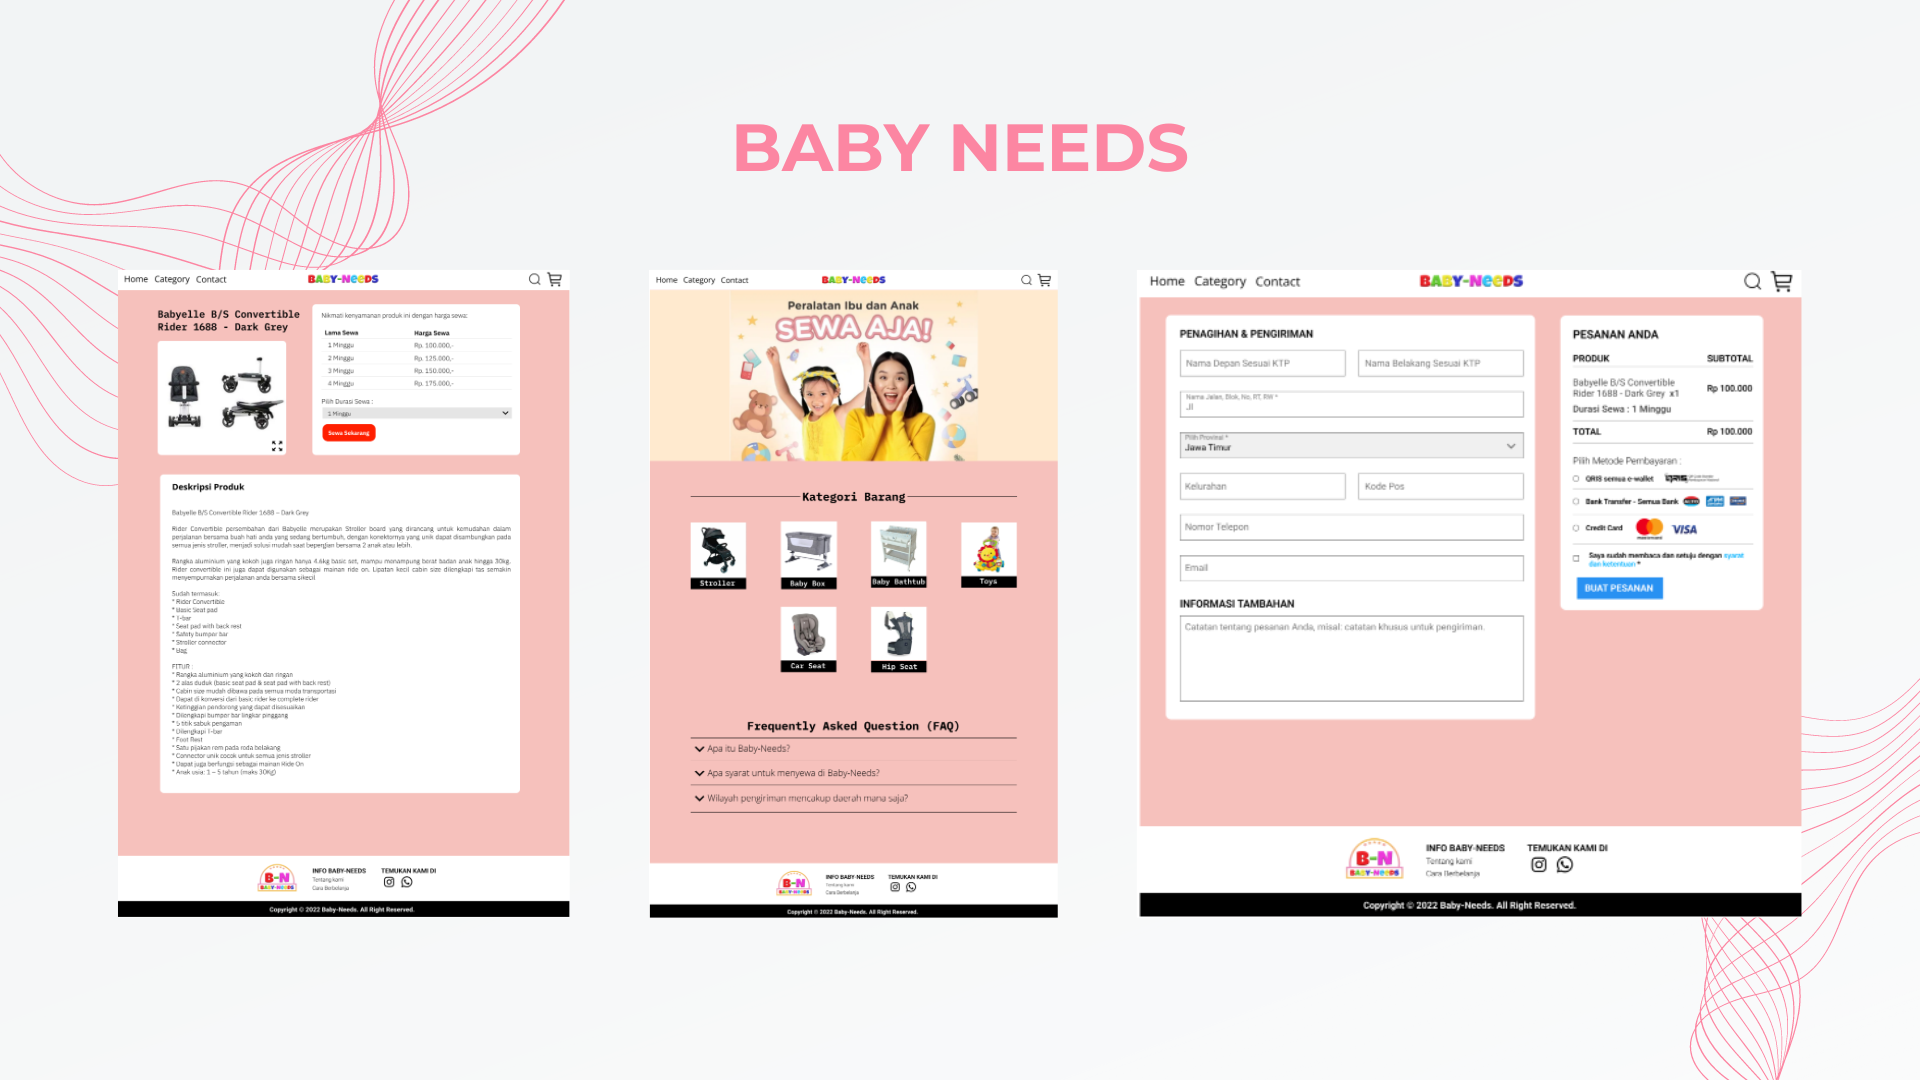 BABY NEEDS
Home Category Contact
BABY-NeeDS
Babyelle B/S Convertible
Rider 1688 - Dark Grey
Nikmati kenyamanan produk ini dengan harga sewa:
Lama Sewa Harga Sewa
1 Minggu Rp. 100.000,-
2 Minggu Rp. 125.000,-
3 Minggu Rp. 150.000,-
4 Minggu Rp. 175.000,-
Pilih Durasi Sewa :
1 Minggu
Sewa Sekarang
Deskripsi Produk
Babyelle B/S Convertible Rider 1688 – Dark Grey
Rider Convertible persembahan dari Babyelle merupakan Stroller board yang dirancang untuk kemudahan dalam
perjalanan bersama buah hati anda yang sedang bertumbuh, dengan konektornya yang unik dapat disambungkan pada
semua jenis stroller, menjadi solusi mudah saat bepergian bersama 2 anak atau lebih.
Rangka aluminium yang kokoh juga ringan hanya 4.6kg basic set, mampu menampung berat badan anak hingga 30kg.
Rider convertible ini juga dapat digunakan sebagai mainan ride on. Lipatan kecil cabin size dilengkapi tas semakin
menyempurnakan perjalanan anda bersama sikecil
Sudah termasuk:
* Rider Convertible
* Basic Seat pad
* T-bar
* Seat pad with back rest
* Safety bumper bar
* Stroller connector
* Bag
FITUR :
* Rangka aluminium yang kokoh dan ringan
* 2 alas duduk (basic seat pad & seat pad with back rest)
* Cabin size mudah dibawa pada semua moda transportasi
* Dapat di konversi dari basic rider ke complete rider
* Ketinggian pendorong yang dapat disesuaikan
* Dilengkapi bumper bar lingkar pinggang
* 5 titik sabuk pengaman
* Dilengkapi T-bar
* Foot Rest
* Satu pijakan rem pada roda belakang
* Connector unik cocok untuk semua jenis stroller
* Dapat juga berfungsi sebagai mainan Ride On
* Anak usia: 1 – 5 tahun (maks 30Kg)
B-N
BABY-NeeDS
INFO BABY-NEEDS
Tentang kami
Cara Berbelanja
TEMUKAN KAMI DI
Copyright © 2022 Baby-Needs. All Right Reserved.
Home Category Contact
BABY-NeeDS
Peralatan Ibu dan Anak
SEWA AJA!
Kategori Barang
Stroller
Baby Box
Baby Bathtub
Toys
Car Seat
Hip Seat
Frequently Asked Question (FAQ)
Apa itu Baby-Needs?
Apa syarat untuk menyewa di Baby-Needs?
Wilayah pengiriman mencakup daerah mana saja?
B-N
BABY-NeeDS
INFO BABY-NEEDS
Tentang kami
Cara Berbelanja
TEMUKAN KAMI DI
Copyright © 2022 Baby-Needs. All Right Reserved.
Home Category Contact
BABY-NeeDS
PENAGIHAN & PENGIRIMAN
Nama Depan Sesuai KTP
Nama Belakang Sesuai KTP
Nama Jalan, Blok, No, RT, RW *
Jl
Pilih Provinsi *
Jawa Timur
Kelurahan
Kode Pos
Nomor Telepon
Email
INFORMASI TAMBAHAN
Catatan tentang pesanan Anda, misal: catatan khusus untuk pengiriman.
PESANAN ANDA
PRODUK SUBTOTAL
Babyelle B/S Convertible
Rider 1688 - Dark Grey x1 Rp 100.000
Durasi Sewa : 1 Minggu
TOTAL Rp 100.000
Pilih Metode Pembayaran :
QRIS semua e-wallet QRIS
Bank Transfer - Semua Bank
Credit Card VISA
Saya sudah membaca dan setuju dengan syarat
dan ketentuan *
BUAT PESANAN
B-N
BABY-NeeDS
INFO BABY-NEEDS
Tentang kami
Cara Berbelanja
TEMUKAN KAMI DI
Copyright © 2022 Baby-Needs. All Right Reserved.